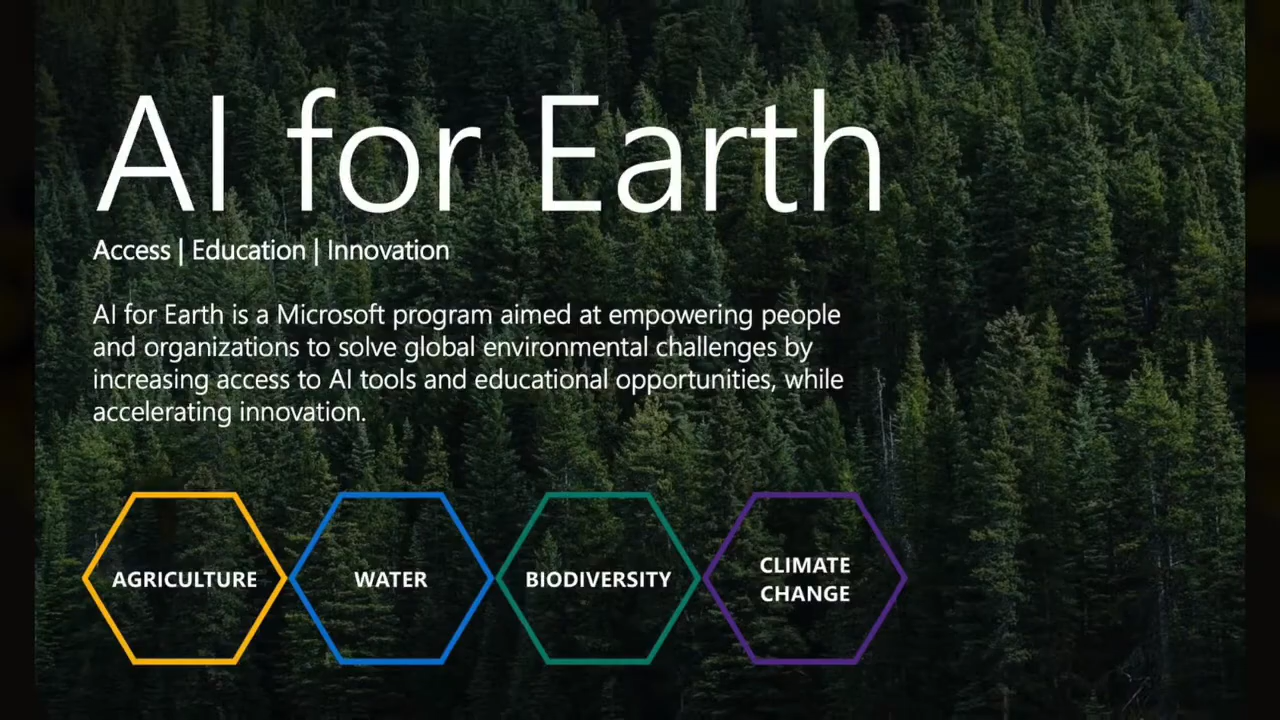 AI for Earth
Access | Education | Innovation
AI for Earth is a Microsoft program aimed at empowering people
and organizations to solve global environmental challenges by
increasing access to AI tools and educational opportunities, while
accelerating innovation.
AGRICULTURE
WATER
BIODIVERSITY
CLIMATE
CHANGE